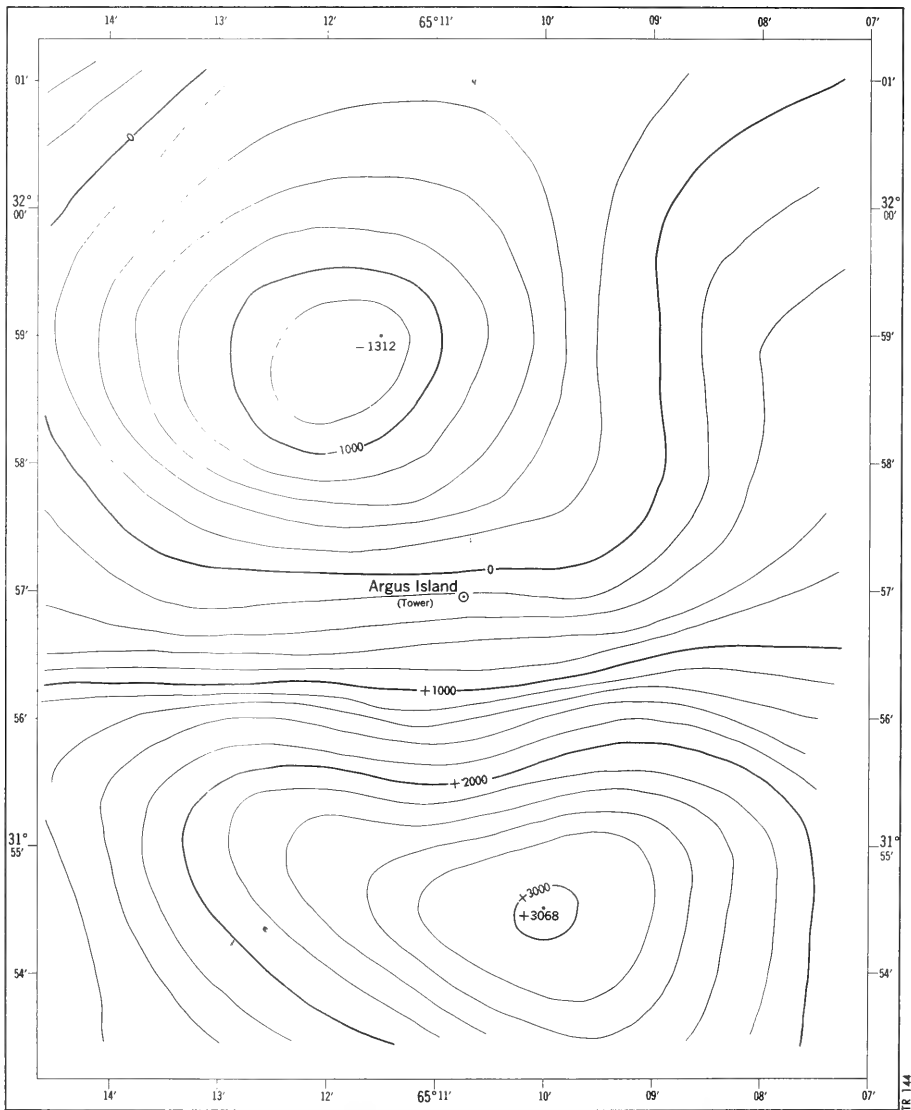 14' 13' 12' 65°11' 10' 09' 08' 07'
01' 01'
0
32° 00' 32° 00'
59' 59'
-1312
-1000
58' 58'
0
57' Argus Island 57'
(Tower)
+1000
56' 56'
+2000
31° 55' 31° 55'
+3000
+3068
54' 54'
14' 13' 12' 65°11' 10' 09' 08' 07'
TR 144